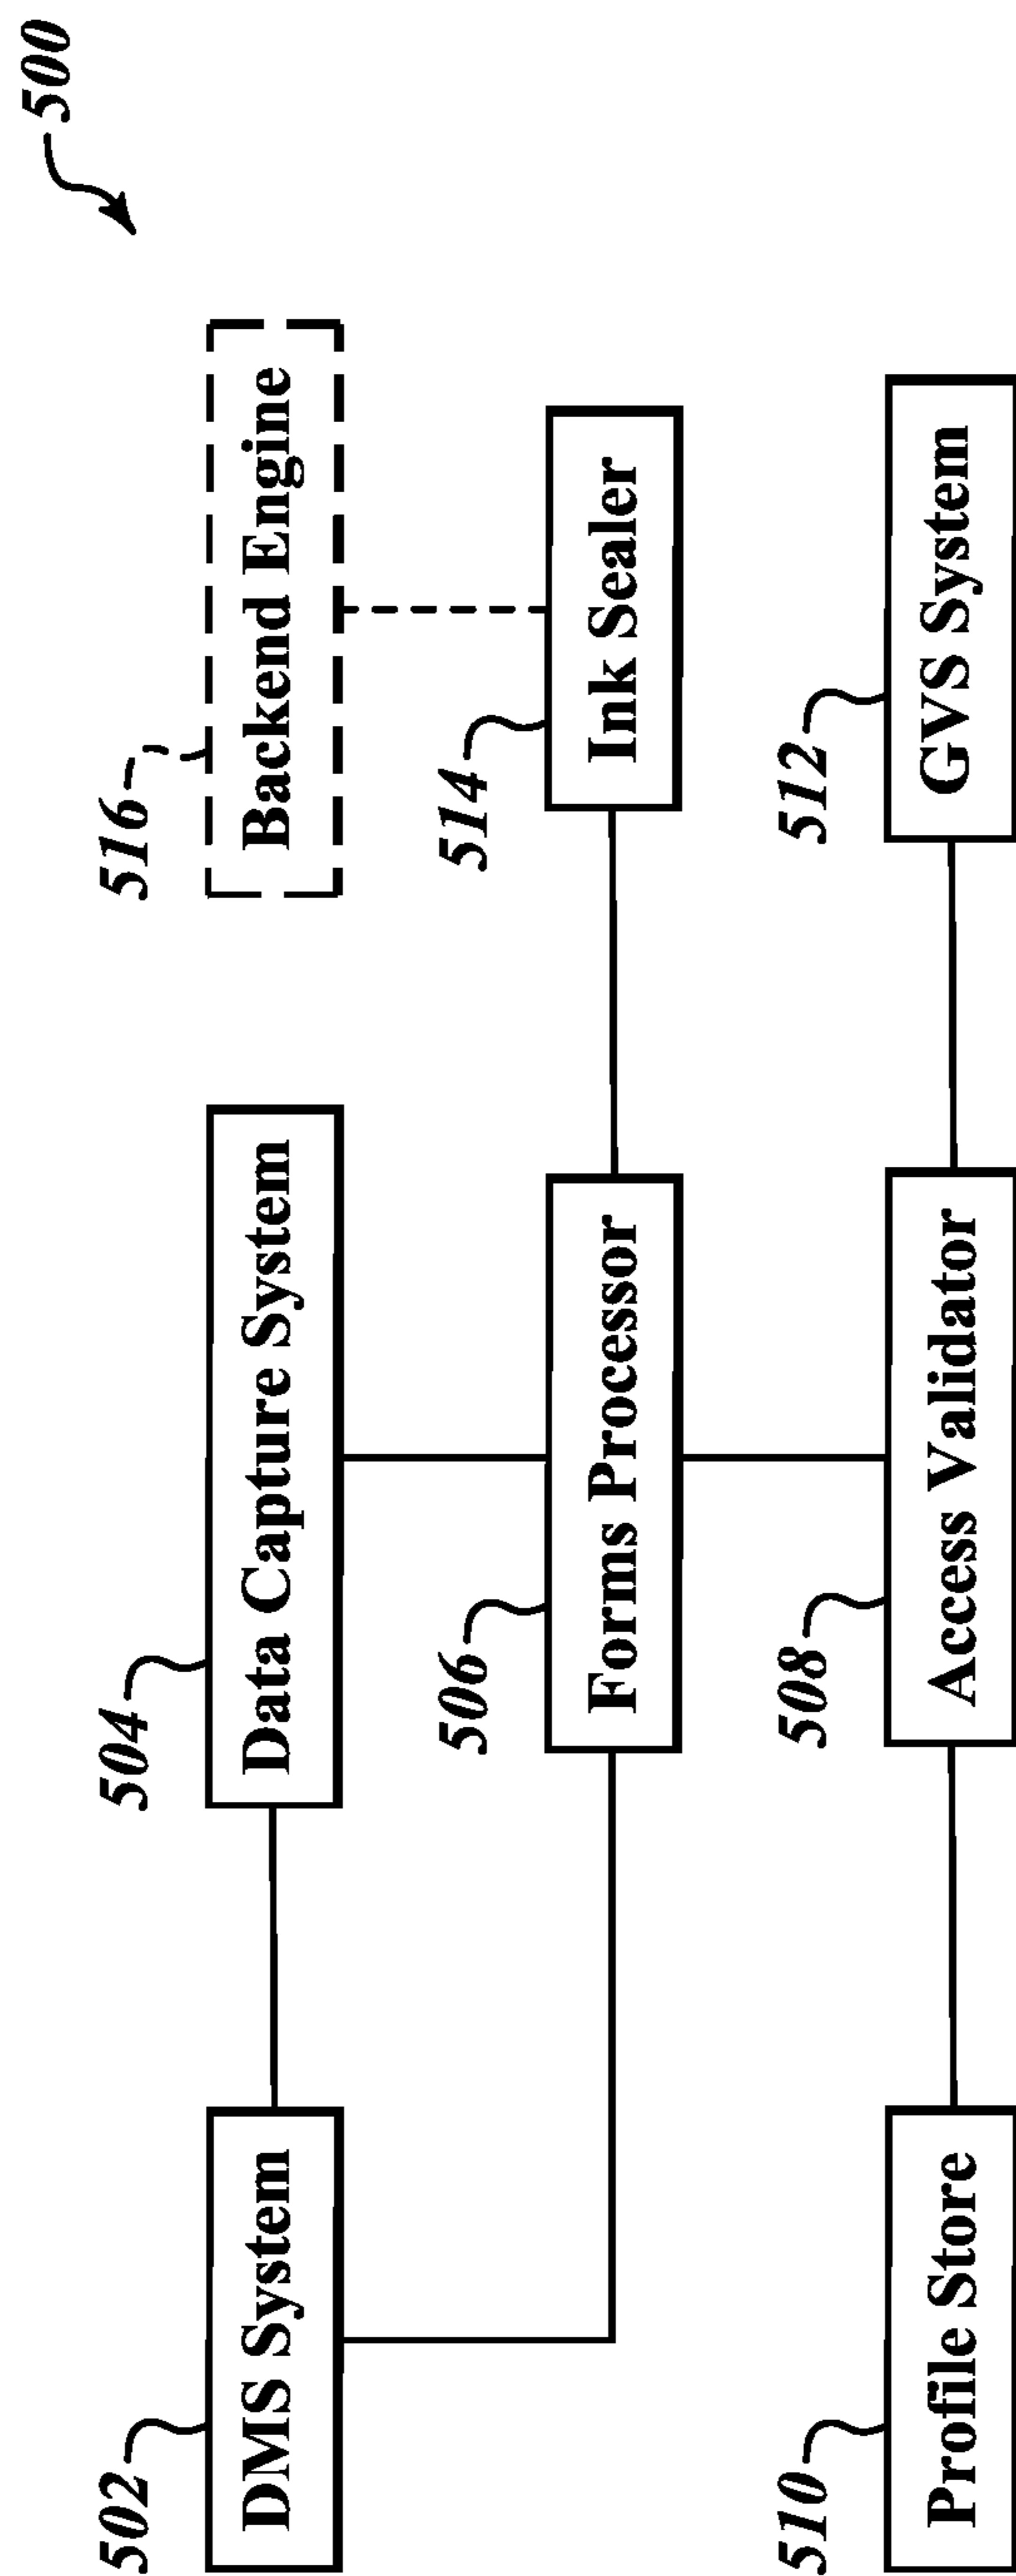 500
502
DMS System
504
Data Capture System
516
Backend Engine
506
Forms Processor
514
Ink Sealer
510
Profile Store
508
Access Validator
512
GVS System